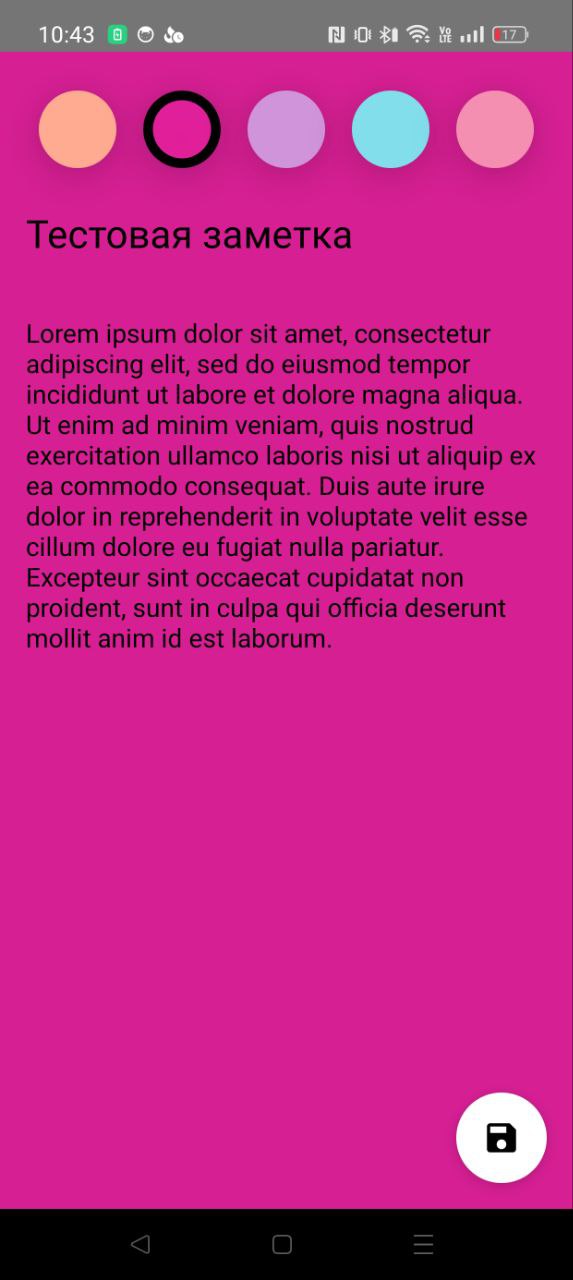 10:43
Vo
LTE
17
Тестовая заметка
Lorem ipsum dolor sit amet, consectetur
adipiscing elit, sed do eiusmod tempor
incididunt ut labore et dolore magna aliqua.
Ut enim ad minim veniam, quis nostrud
exercitation ullamco laboris nisi ut aliquip ex
ea commodo consequat. Duis aute irure
dolor in reprehenderit in voluptate velit esse
cillum dolore eu fugiat nulla pariatur.
Excepteur sint occaecat cupidatat non
proident, sunt in culpa qui officia deserunt
mollit anim id est laborum.